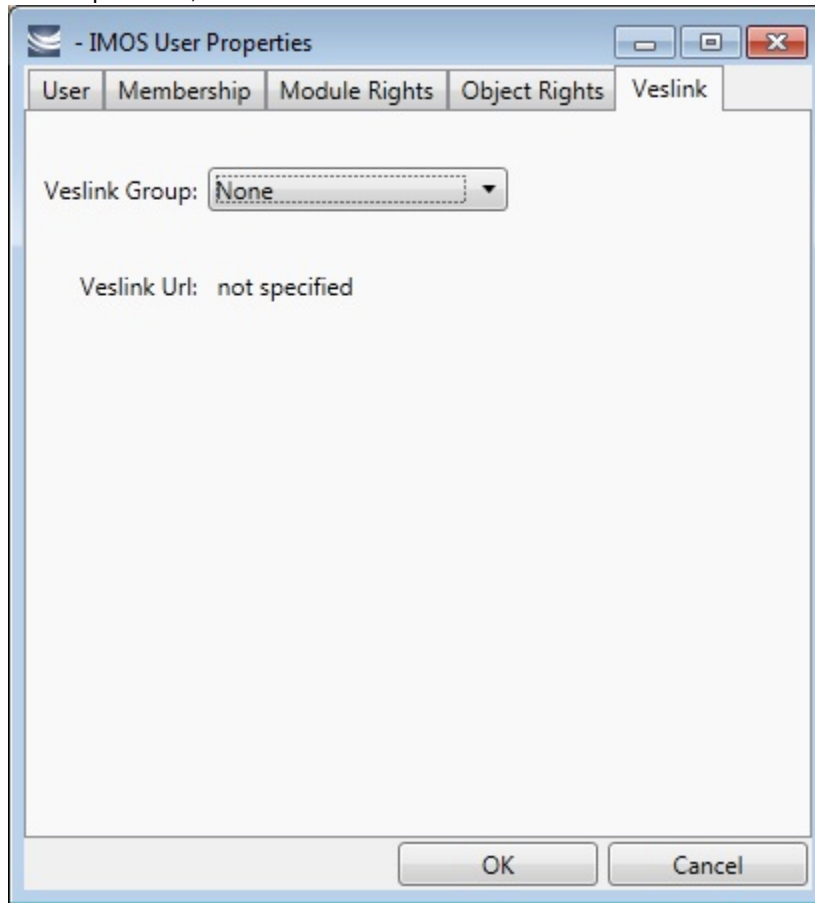 - IMOS User Properties
User Membership Module Rights Object Rights Veslink
Veslink Group: None
Veslink Url: not specified
OK Cancel